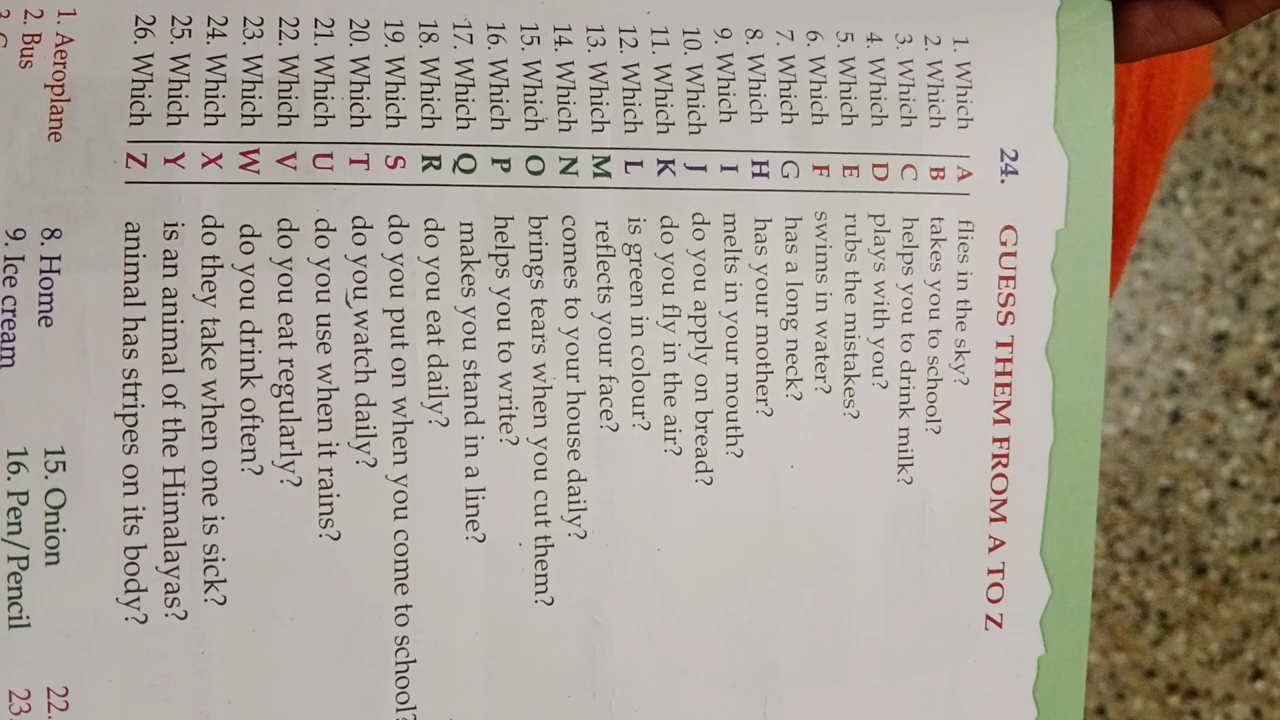 24. GUESS THEM FROM A TO Z
1. Which A flies in the sky?
2. Which B takes you to school?
3. Which C helps you to drink milk?
4. Which D plays with you?
5. Which E rubs the mistakes?
6. Which F swims in water?
7. Which G has a long neck?
8. Which H has your mother?
9. Which I melts in your mouth?
10. Which J do you apply on bread?
11. Which K do you fly in the air?
12. Which L is green in colour?
13. Which M reflects your face?
14. Which N comes to your house daily?
15. Which O brings tears when you cut them?
16. Which P helps you to write?
17. Which Q makes you stand in a line?
18. Which R do you eat daily?
19. Which S do you put on when you come to school?
20. Which T do you watch daily?
21. Which U do you use when it rains?
22. Which V do you eat regularly?
23. Which W do you drink often?
24. Which X do they take when one is sick?
25. Which Y is an animal of the Himalayas?
26. Which Z animal has stripes on its body?
1. Aeroplane 8. Home 15. Onion 22.
2. Bus 9. Ice cream 16. Pen/Pencil 23.